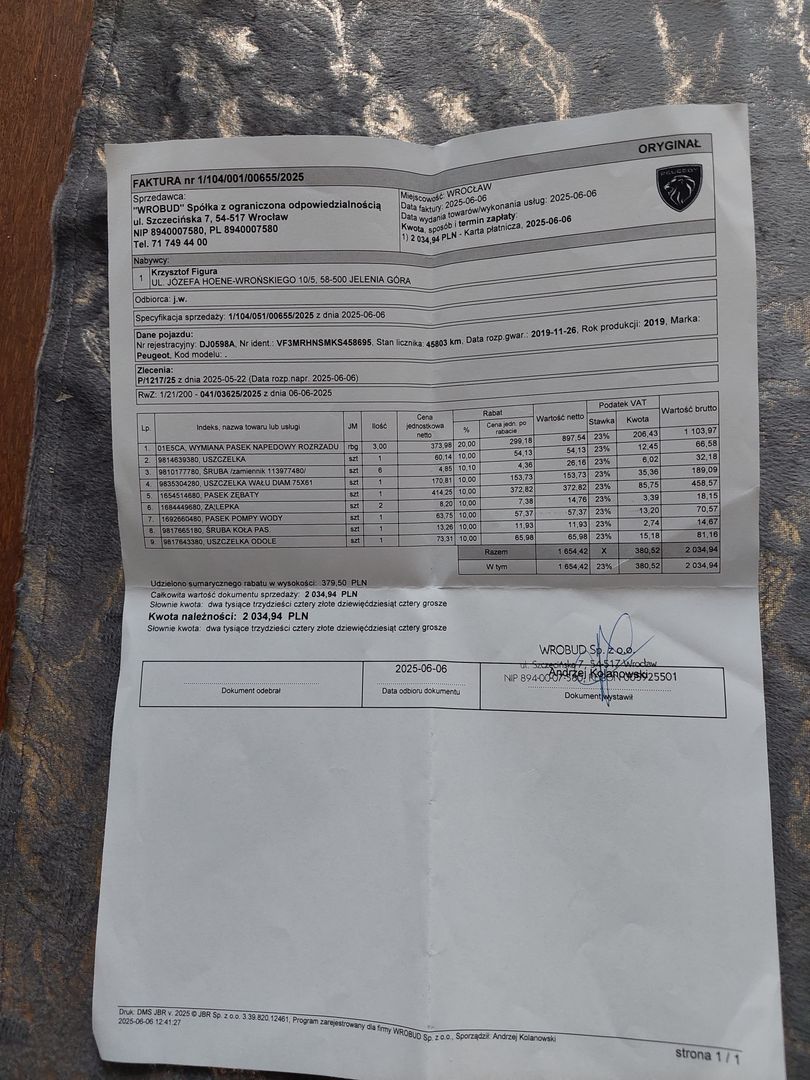 ORYGINAŁ
PEUGEOT
FAKTURA nr 1/104/001/00655/2025
Sprzedawca:
"WROBUD" Spółka z ograniczona odpowiedzialnością
ul. Szczecińska 7, 54-517 Wrocław
NIP 8940007580, PL 8940007580
Tel. 71 749 44 00
Miejscowość: WROCŁAW
Data faktury: 2025-06-06
Data wydania towarów/wykonania usług: 2025-06-06
Kwota, sposób i termin zapłaty:
1) 2 034,94 PLN - Karta płatnicza, 2025-06-06
Nabywcy:
1 Krzysztof Figura
UL. JÓZEFA HOENE-WROŃSKIEGO 10/5, 58-500 JELENIA GÓRA
Odbiorca: j.w.
Specyfikacja sprzedaży: 1/104/051/00655/2025 z dnia 2025-06-06
Dane pojazdu:
Nr rejestracyjny: DJ0598A, Nr ident.: VF3MRHNSMKS458695, Stan licznika: 45803 km, Data rozp.gwar.: 2019-11-26, Rok produkcji: 2019, Marka:
Peugeot, Kod modelu: .
Zlecenia:
P/1217/25 z dnia 2025-05-22 (Data rozp.napr. 2025-06-06)
RwZ: 1/21/200 - 041/03625/2025 z dnia 06-06-2025
Lp. Indeks, nazwa towaru lub usługi JM Ilość Cena jednostkowa netto Rabat % Cena jedn. po rabacie Wartość netto Podatek VAT Stawka Kwota Wartość brutto
1. 01E5CA, WYMIANA PASEK NAPEDOWY ROZRZADU rbg 3,00 373,98 20,00 299,18 897,54 23% 206,43 1 103,97
2. 9814639380, USZCZELKA szt 1 60,14 10,00 54,13 54,13 23% 12,45 66,58
3. 9810177780, ŚRUBA /zamiennik 113977480/ szt 6 4,85 10,10 4,36 26,16 23% 6,02 32,18
4. 9835304280, USZCZELKA WAŁU DIAM 75X61 szt 1 170,81 10,00 153,73 153,73 23% 35,36 189,09
5. 1654514680, PASEK ZĘBATY szt 1 414,25 10,00 372,82 372,82 23% 85,75 458,57
6. 1684449680, ZAŚLEPKA szt 2 8,20 10,00 7,38 14,76 23% 3,39 18,15
7. 1692660480, PASEK POMPY WODY szt 1 63,75 10,00 57,37 57,37 23% 13,20 70,57
8. 9817665180, ŚRUBA KOŁA PAS. szt 1 13,26 10,00 11,93 11,93 23% 2,74 14,67
9. 9817643380, USZCZELKA ODOLE szt 1 73,31 10,00 65,98 65,98 23% 15,18 81,16
Razem 1 654,42 X 380,52 2 034,94
W tym 1 654,42 23% 380,52 2 034,94
Udzielono sumarycznego rabatu w wysokości: 379,50 PLN
Całkowita wartość dokumentu sprzedaży: 2 034,94 PLN
Słownie kwota: dwa tysiące trzydzieści cztery złote dziewięćdziesiąt cztery grosze
Kwota należności: 2 034,94 PLN
Słownie kwota: dwa tysiące trzydzieści cztery złote dziewięćdziesiąt cztery grosze
WROBUD Sp. z o.o.
ul. Szczecińska 7, 54-517 Wrocław
Andrzej Kolanowski
NIP 894-00-07-580
2025-06-06
Dokument odebrał
Data odbioru dokumentu
Dokument wystawił
Druk: DMS JBR v. 2025 © JBR Sp. z o.o. 3.39.820.12461, Program zarejestrowany dla firmy WROBUD Sp. z o.o., Sporządził: Andrzej Kolanowski
2025-06-06 12:41:27
strona 1 / 1